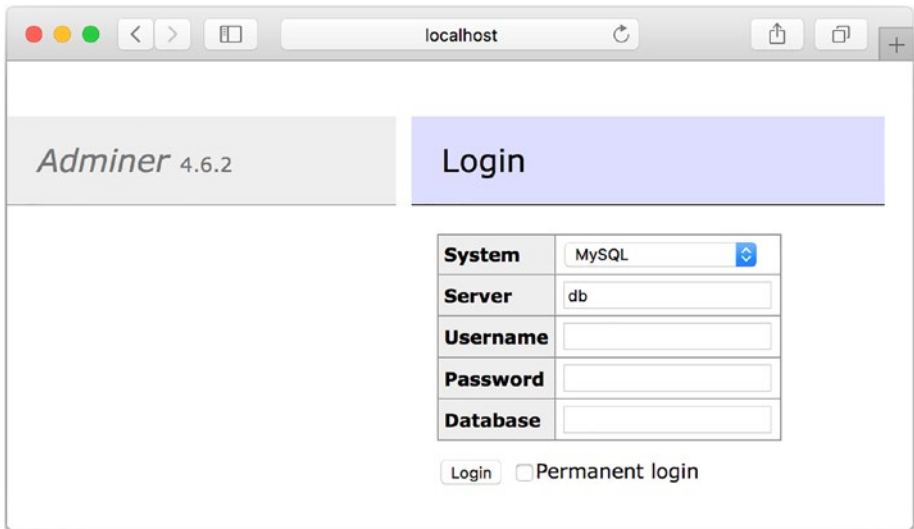 localhost
Adminer 4.6.2
Login
System MySQL
Server db
Username
Password
Database
Login Permanent login